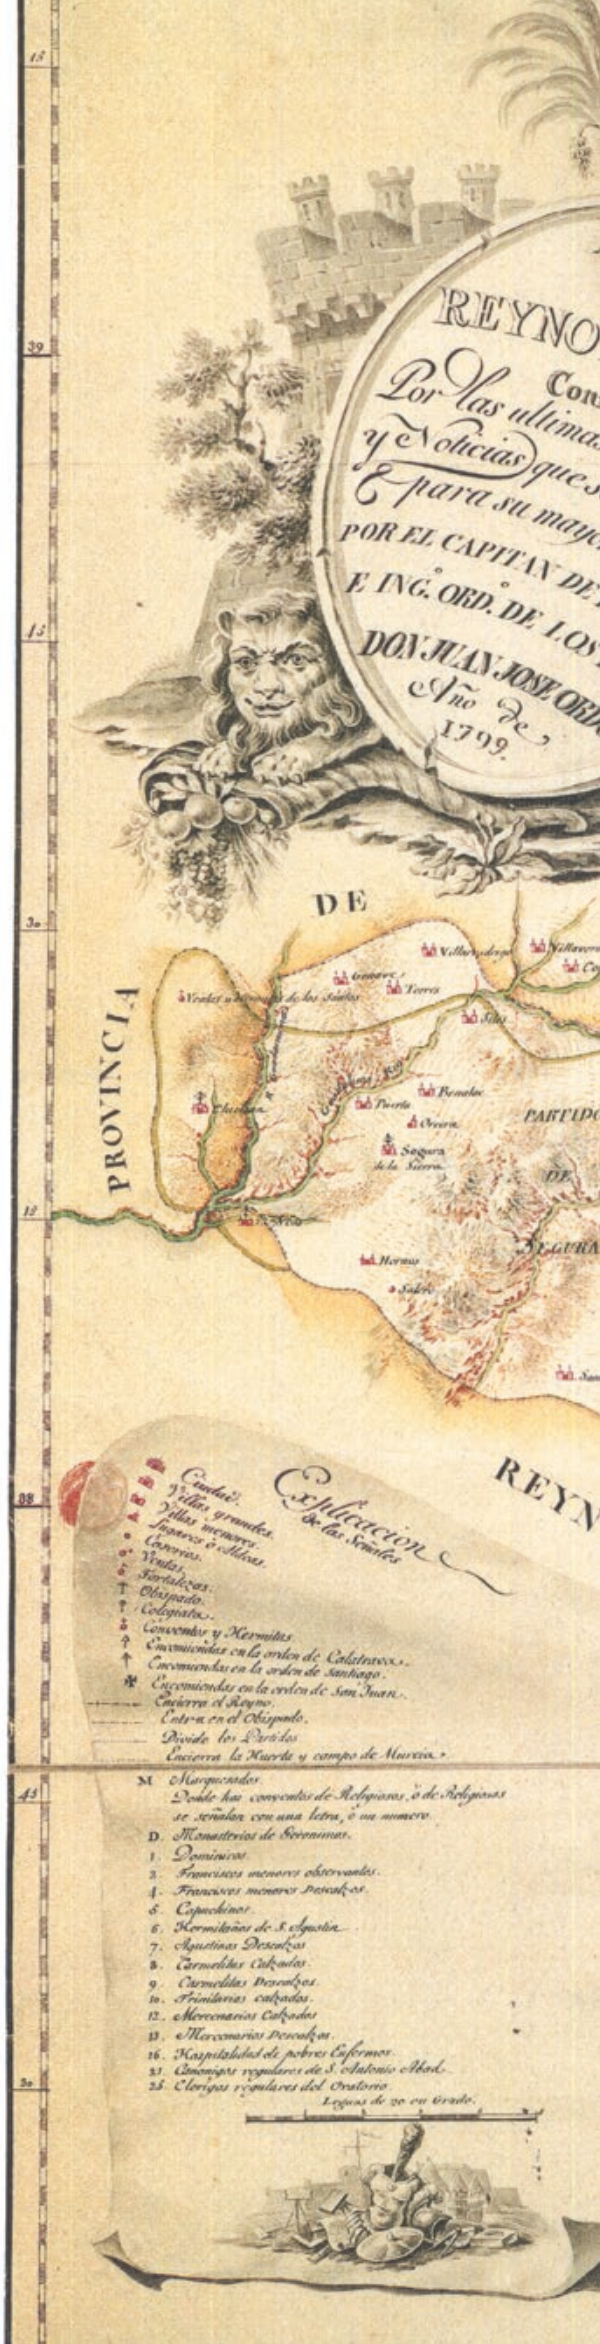 15
39
REYNO
Con
Por las ultimas
y Noticias que s
para su mayo
POR EL CAPITAN DE
E ING.º ORD.º DE LOS
DON JUAN JOSE ORD
Año de
1799.
15
DE
30
PROVINCIA
Villarrodrigo
Genave
Torres
Siles
Puerta
Benatae
Orcera
Segura
de la Sierra
PARTIDO
DE
SEGURA
Hornos
REYN
38
Explicacion
de las Señales
Ciudad.
Villas grandes.
Villas menores.
Lugares ò Aldeas.
Caserios.
Ventas.
Fortalezas.
Obispado.
Colegiata.
Conventos y Hermitas
Encomiendas en la orden de Calatrava.
Encomiendas en la orden de Santiago.
Encomiendas en la orden de San Juan.
Encierra el Reyno.
Entra en el Obispado.
Divide los Partidos
Encierra la Huerta y campo de Murcia.
45
M Marquesados
Donde hai conventos de Religiosos, ò de Religiosas
se señalan con una letra, ò un numero.
D. Monasterios de Geronimos.
1. Dominicos.
3. Franciscos menores observantes.
4. Franciscos menores Descalzos.
5. Capuchinos.
6. Hermitaños de S. Agustin
7. Agustinos Descalzos
8. Carmelitas Calzados.
9. Carmelitas Descalzos.
10. Trinitarios calzados.
12. Mercenarios Calzados
13. Mercenarios Descalzos.
16. Hospitalidad de pobres Enfermos.
21. Canonigos regulares de S. Antonio Abad.
25. Clerigos regulares del Oratorio.
Leguas de 20 en Grado.
30